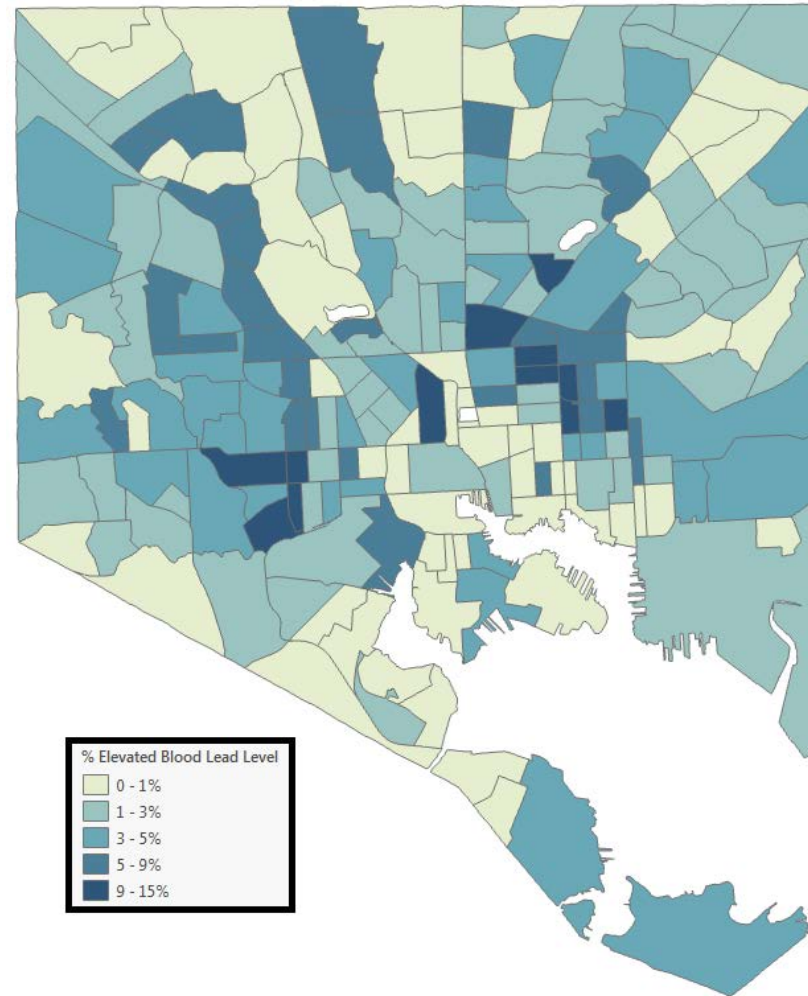 % Elevated Blood Lead Level
0 - 1%
1 - 3%
3 - 5%
5 - 9%
9 - 15%